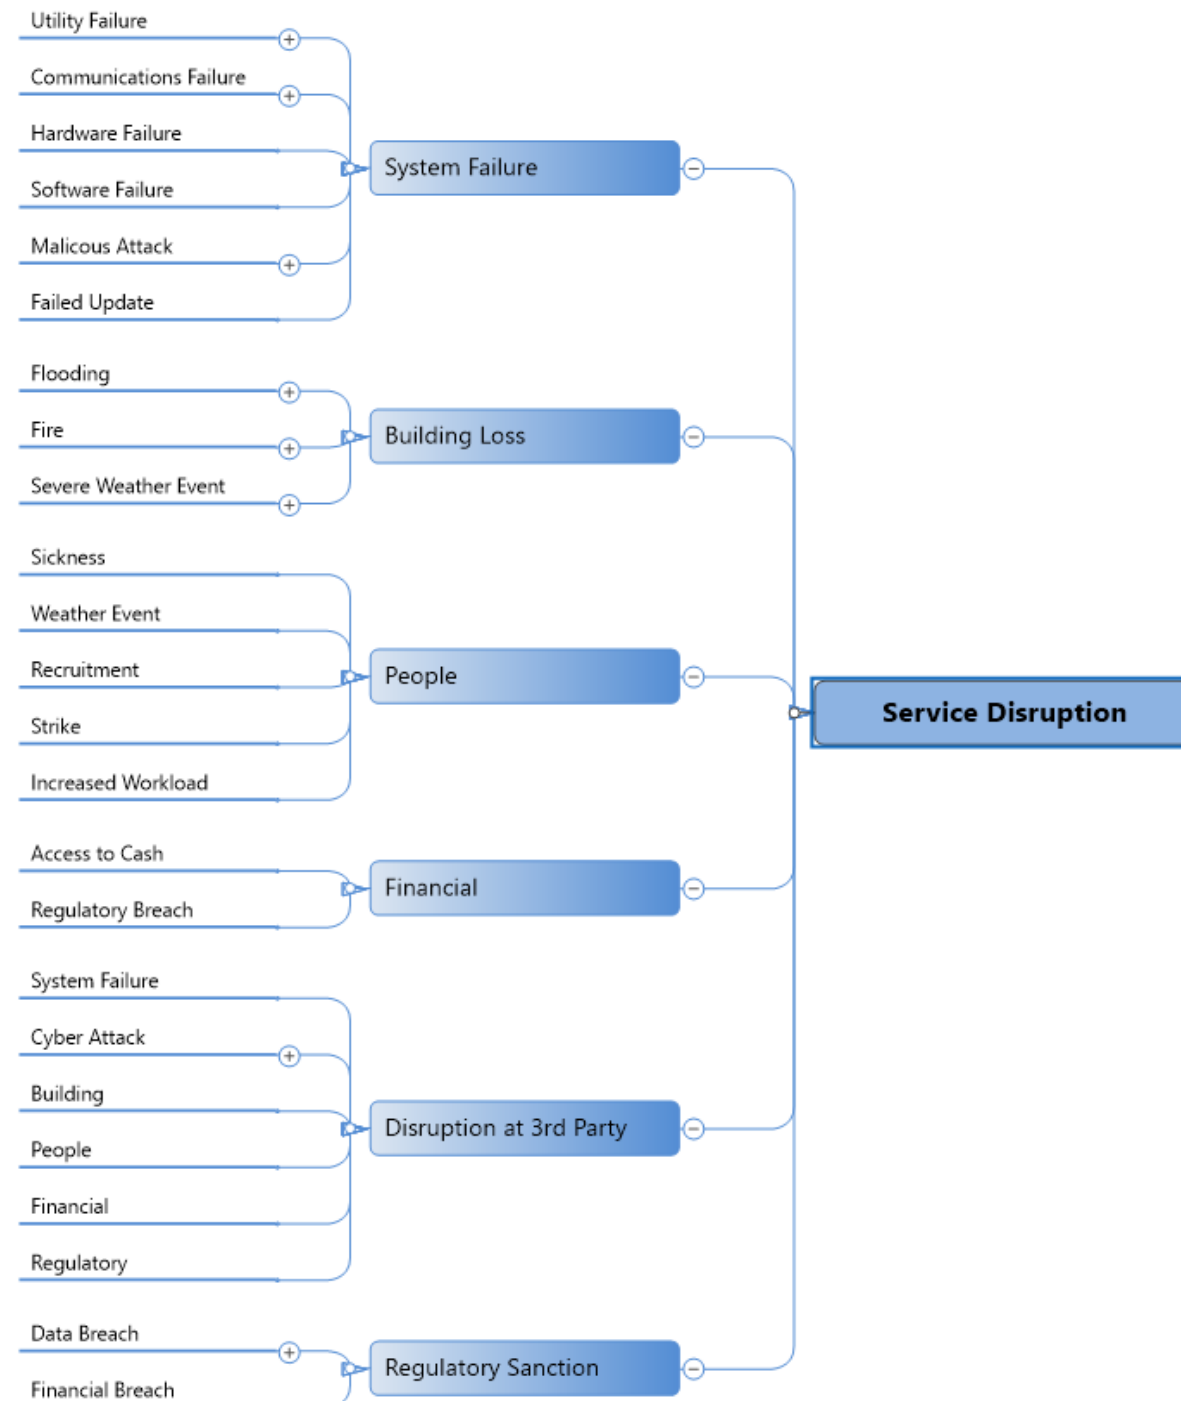 Utility Failure
Communications Failure
Hardware Failure
Software Failure
Malicous Attack
Failed Update
System Failure
Flooding
Fire
Severe Weather Event
Building Loss
Sickness
Weather Event
Recruitment
Strike
Increased Workload
People
Service Disruption
Access to Cash
Regulatory Breach
Financial
System Failure
Cyber Attack
Building
People
Financial
Regulatory
Disruption at 3rd Party
Data Breach
Financial Breach
Regulatory Sanction